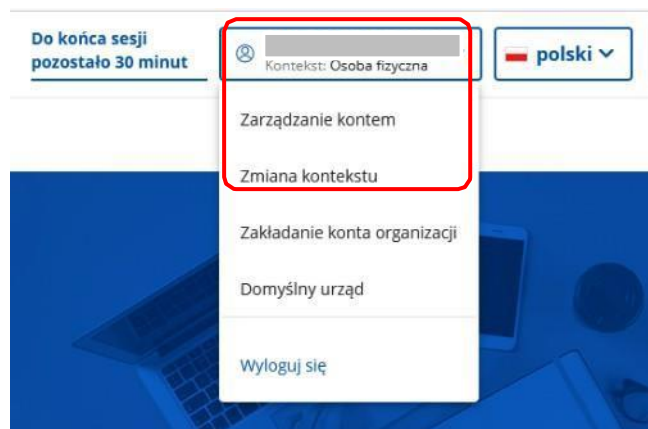 Do końca sesji
pozostało 30 minut
Kontekst: Osoba fizyczna
polski
Zarządzanie kontem
Zmiana kontekstu
Zakładanie konta organizacji
Domyślny urząd
Wyloguj się